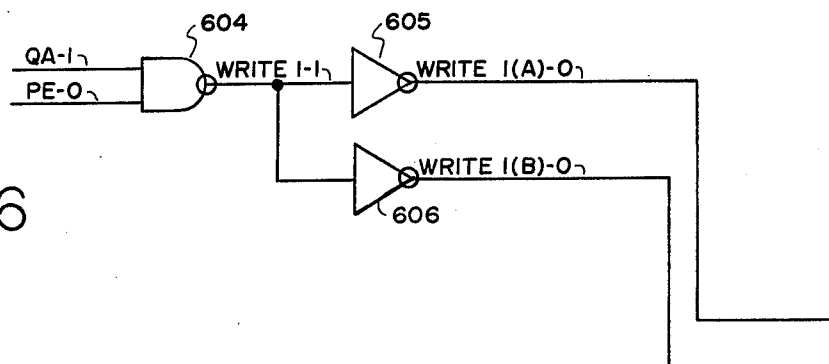 604
605
QA-1
WRITE 1-1
WRITE 1(A)-0
PE-0
WRITE 1(B)-0
6
606